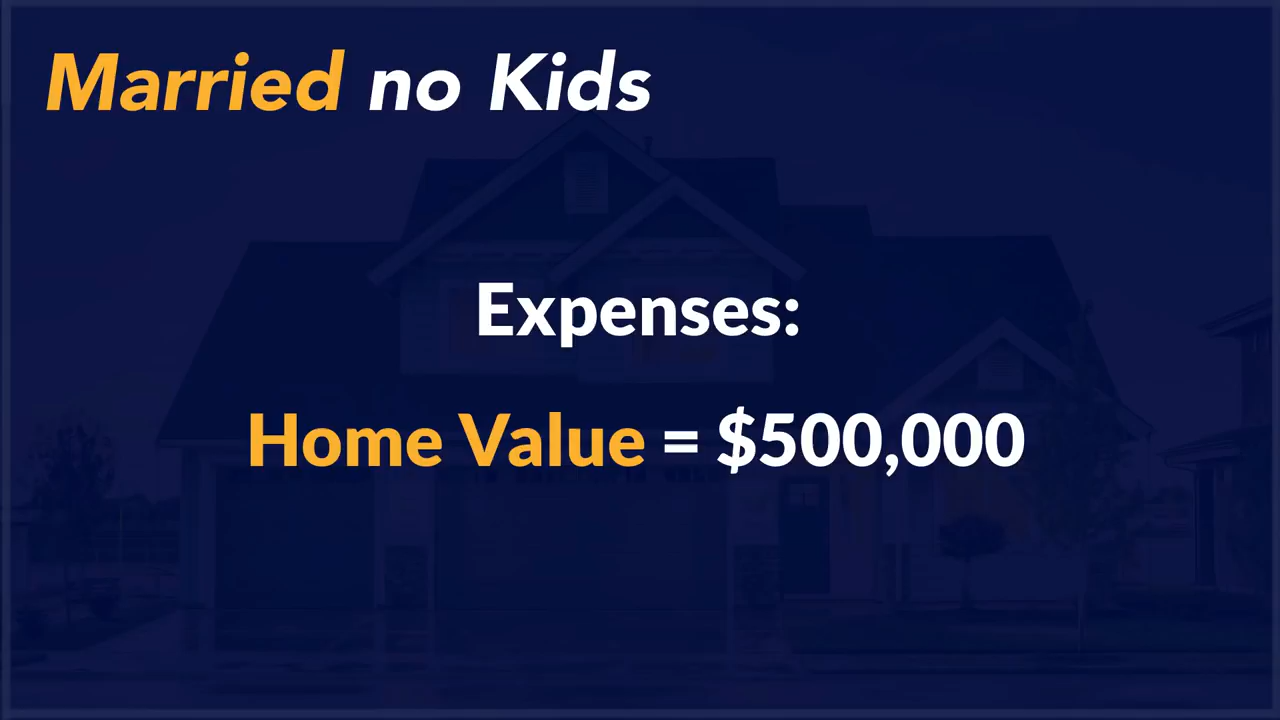 Married no Kids
Expenses:
Home Value = $500,000